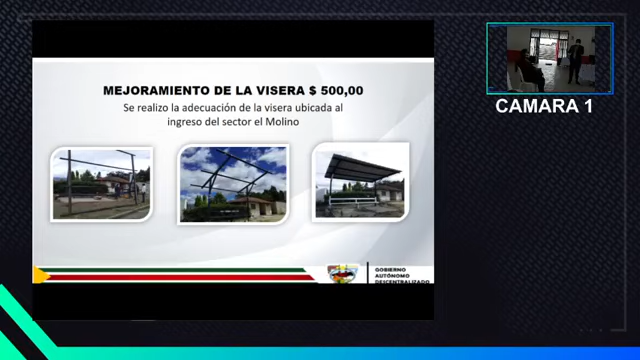 MEJORAMIENTO DE LA VISERA $ 500,00
Se realizo la adecuación de la visera ubicada al
ingreso del sector el Molino
GOBIERNO
AUTÓNOMO
DESCENTRALIZADO
CAMARA 1